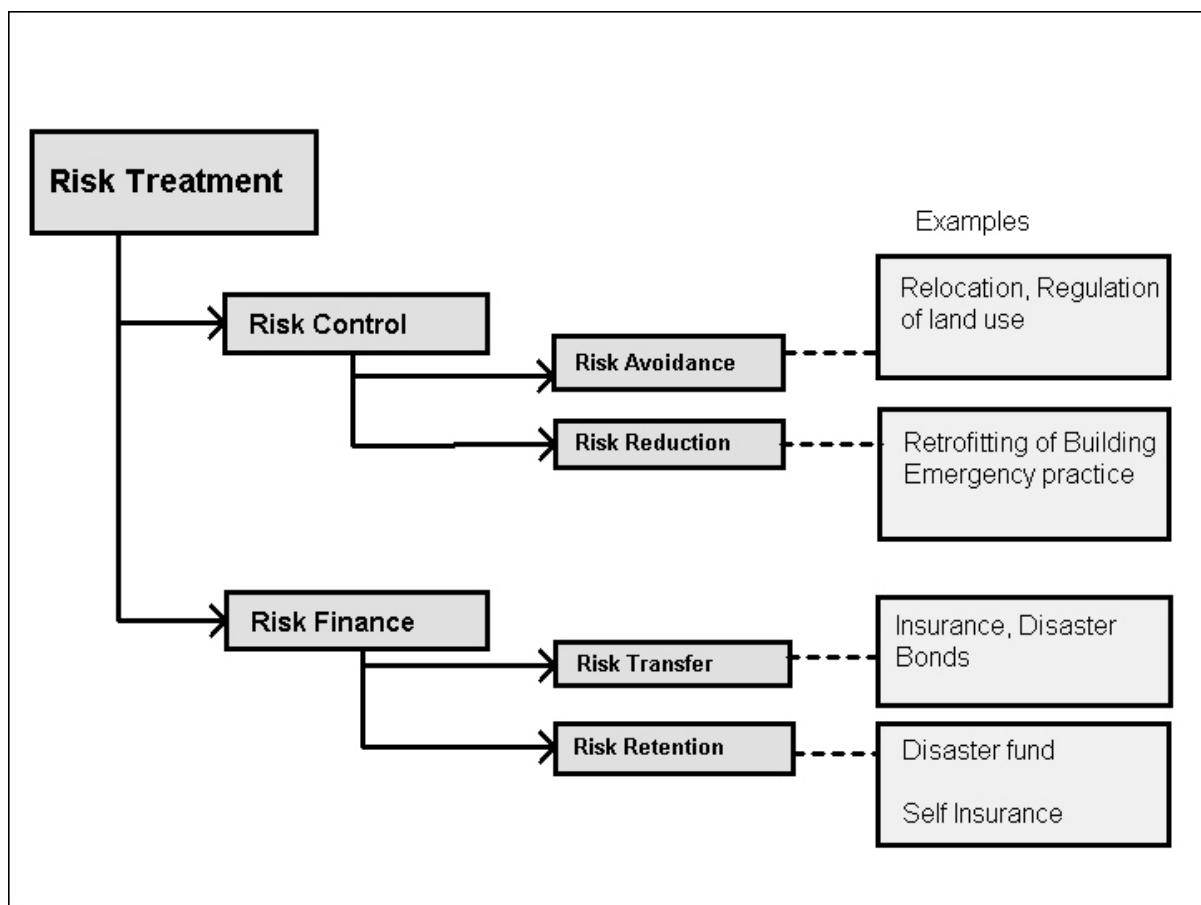 Risk Treatment
Examples
Relocation, Regulation
of land use
Risk Control
Risk Avoidance
Risk Reduction
Retrofitting of Building
Emergency practice
Risk Finance
Insurance, Disaster
Bonds
Risk Transfer
Risk Retention
Disaster fund
Self Insurance